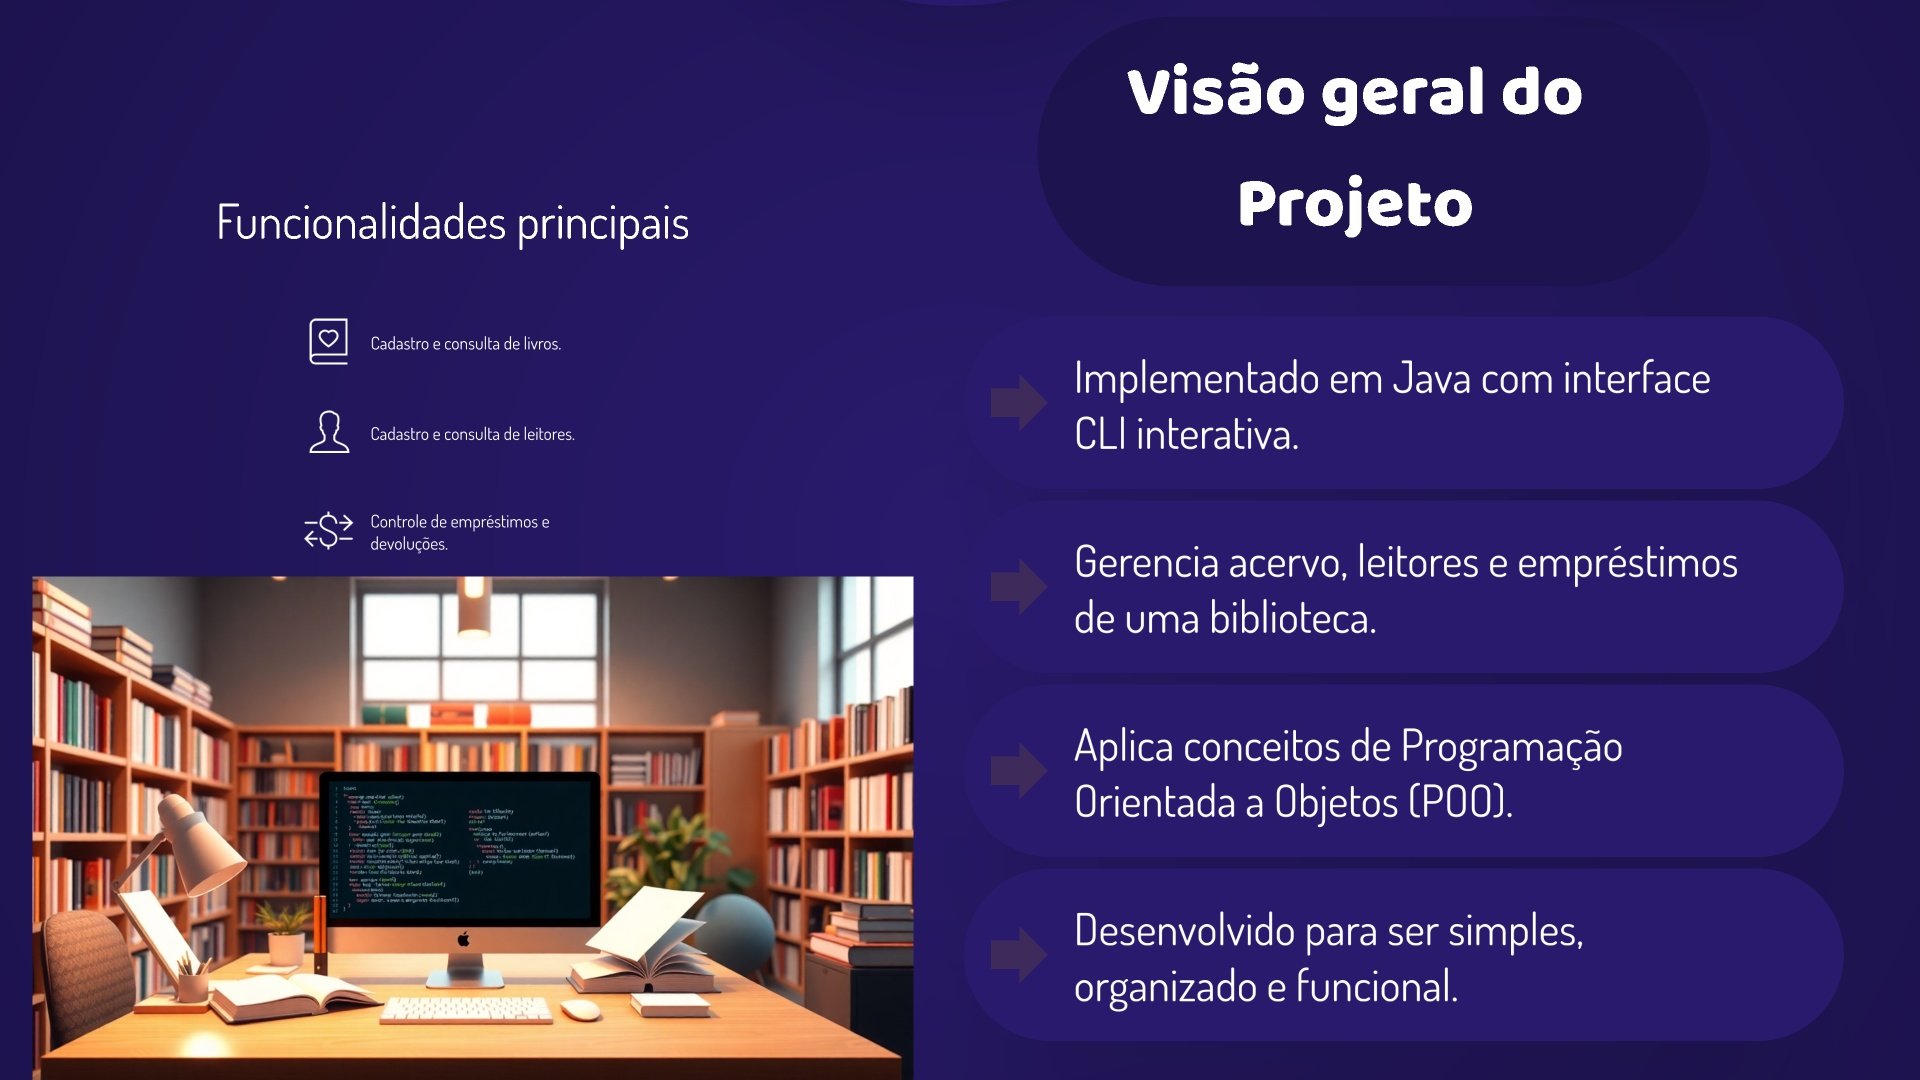 Visão geral do
Projeto
Funcionalidades principais
Cadastro e consulta de livros.
Cadastro e consulta de leitores.
Controle de empréstimos e
devoluções.
Implementado em Java com interface
CLI interativa.
Gerencia acervo, leitores e empréstimos
de uma biblioteca.
Aplica conceitos de Programação
Orientada a Objetos (POO).
Desenvolvido para ser simples,
organizado e funcional.